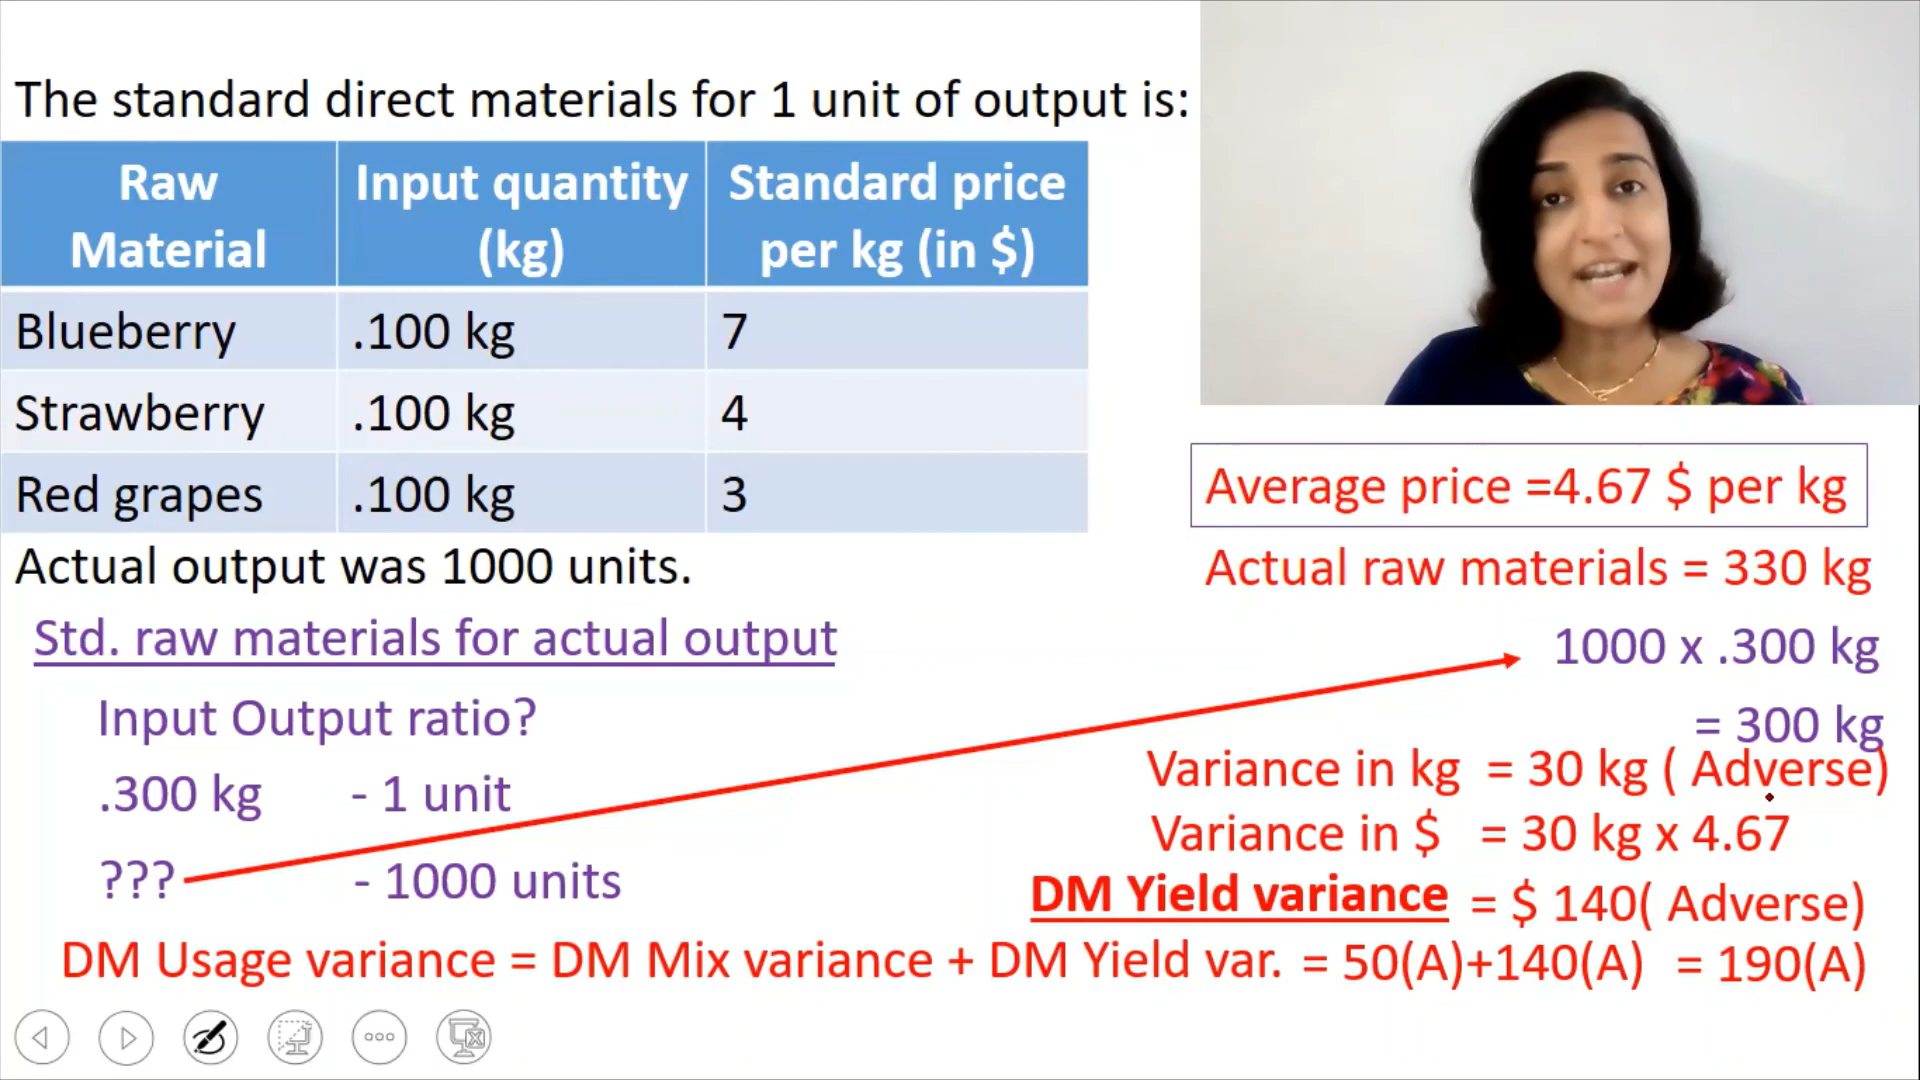 The standard direct materials for 1 unit of output is:
Raw Material Input quantity (kg) Standard price per kg (in $)
Blueberry .100 kg 7
Strawberry .100 kg 4
Red grapes .100 kg 3
Actual output was 1000 units.
Std. raw materials for actual output
Input Output ratio?
.300 kg - 1 unit
??? - 1000 units
Average price =4.67 $ per kg
Actual raw materials = 330 kg
1000 x .300 kg
= 300 kg
Variance in kg = 30 kg ( Adverse)
Variance in $ = 30 kg x 4.67
DM Yield variance = $ 140( Adverse)
DM Usage variance = DM Mix variance + DM Yield var. = 50(A)+140(A) = 190(A)